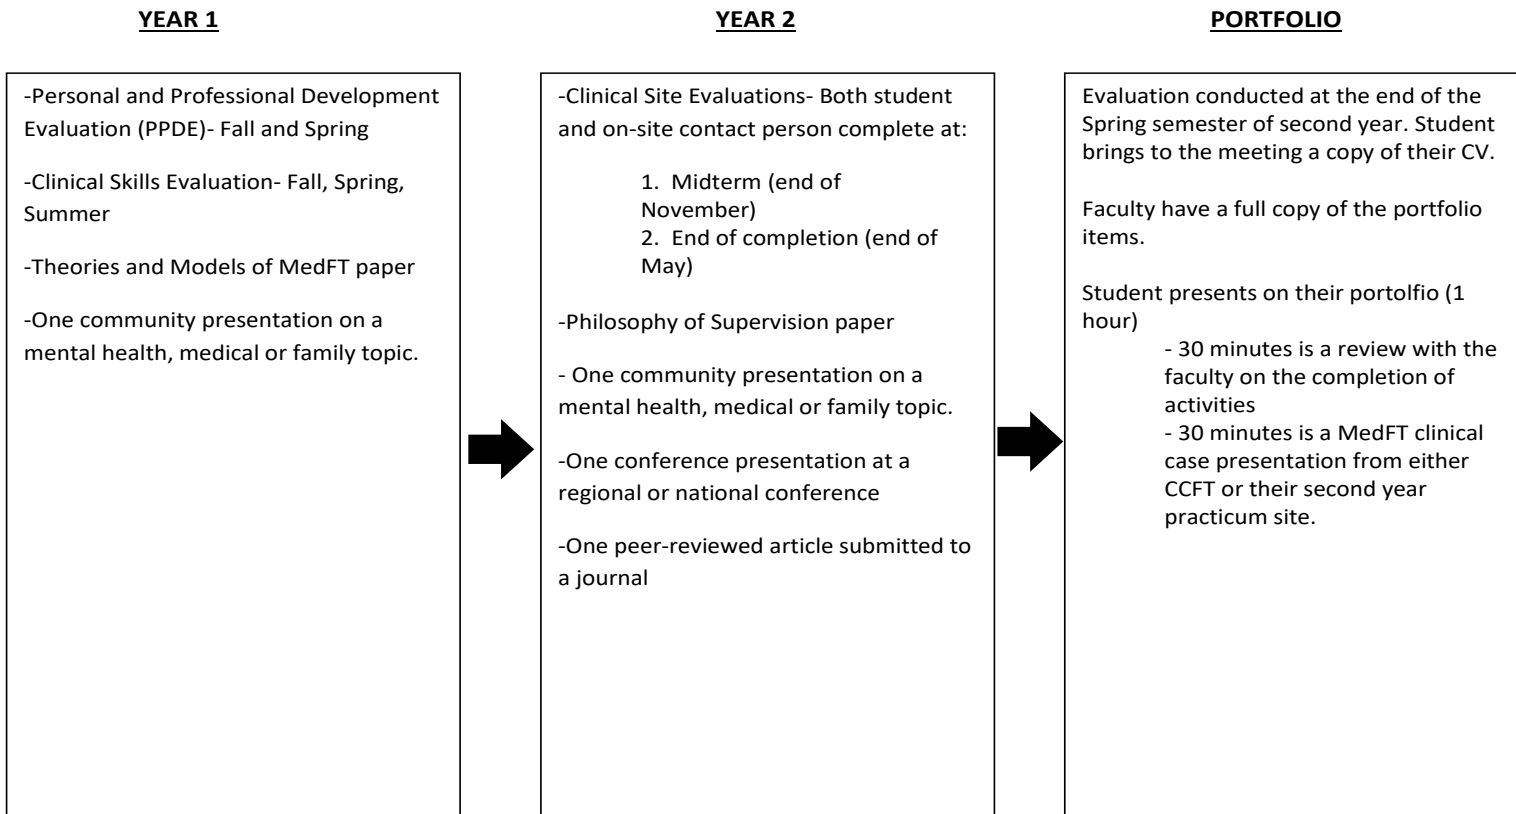 YEAR 1
-Personal and Professional Development
Evaluation (PPDE)- Fall and Spring
-Clinical Skills Evaluation- Fall, Spring,
Summer
-Theories and Models of MedFT paper
-One community presentation on a
mental health, medical or family topic.
YEAR 2
-Clinical Site Evaluations- Both student
and on-site contact person complete at:
1. Midterm (end of
November)
2. End of completion (end of
May)
-Philosophy of Supervision paper
- One community presentation on a
mental health, medical or family topic.
-One conference presentation at a
regional or national conference
-One peer-reviewed article submitted to
a journal
PORTFOLIO
Evaluation conducted at the end of the
Spring semester of second year. Student
brings to the meeting a copy of their CV.
Faculty have a full copy of the portfolio
items.
Student presents on their portolfio (1
hour)
- 30 minutes is a review with the
faculty on the completion of
activities
- 30 minutes is a MedFT clinical
case presentation from either
CCFT or their second year
practicum site.